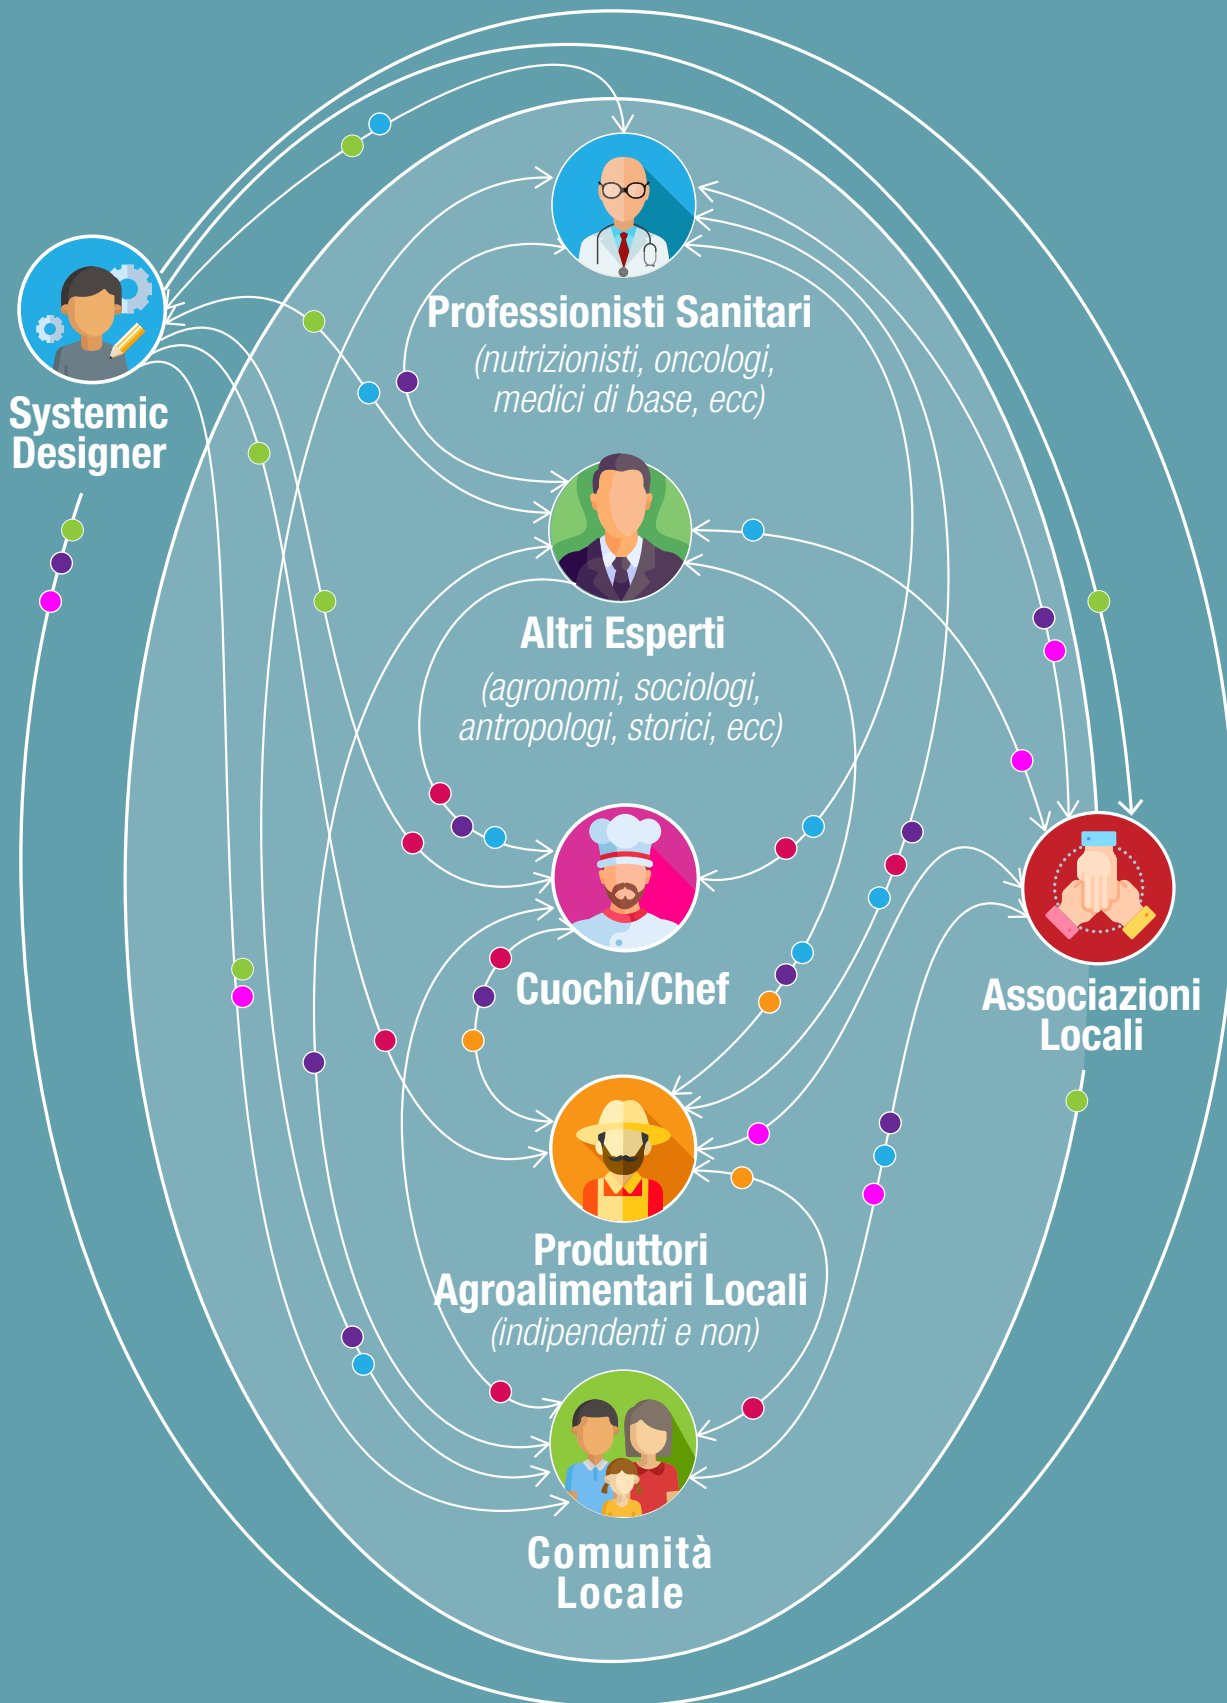 Professionisti Sanitari
(nutrizionisti, oncologi,
medici di base, ecc)
Systemic
Designer
Altri Esperti
(agronomi, sociologi,
antropologi, storici, ecc)
Cuochi/Chef
Associazioni
Locali
Produttori
Agroalimentari Locali
(indipendenti e non)
Comunità
Locale